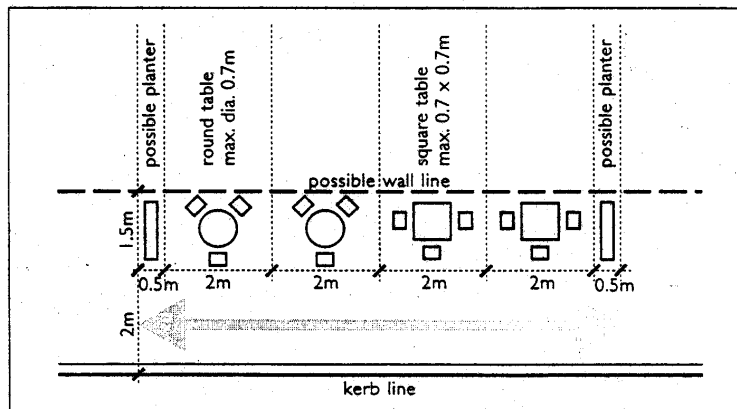 possible planter
round table
max. dia. 0.7m
square table
max. 0.7 x 0.7m
possible planter
possible wall line
1.5m
0.5m
2m
2m
2m
2m
0.5m
2m
kerb line